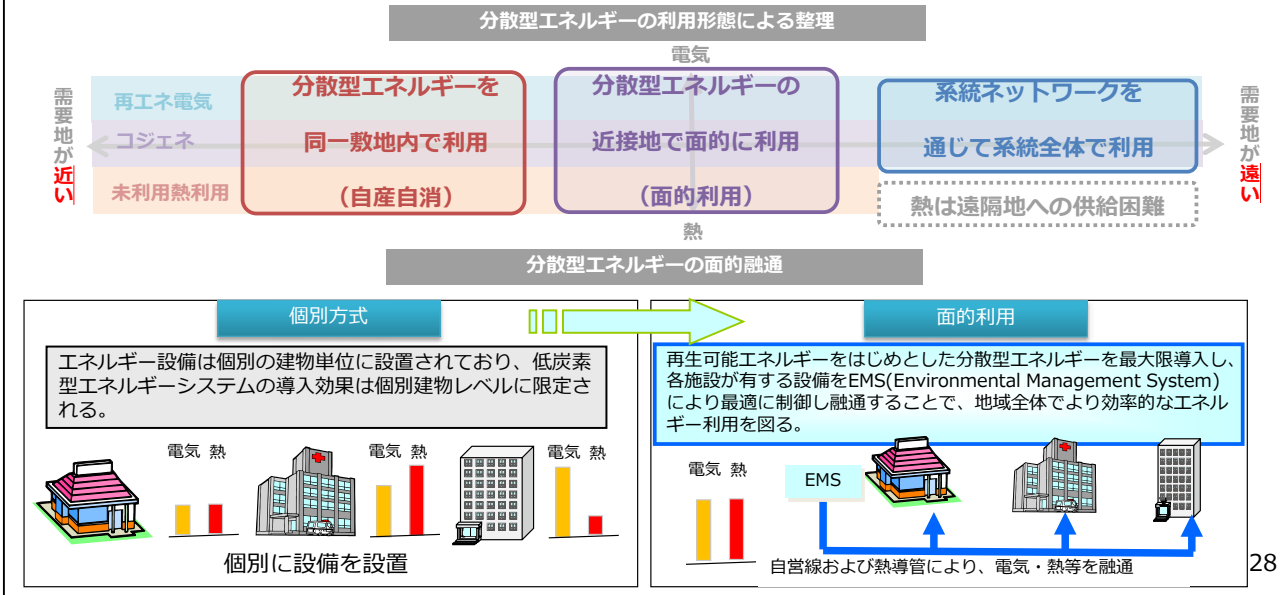 分散型エネルギーの利用形態による整理
電気
需要地が近い
再エネ電気
コジェネ
未利用熱利用
分散型エネルギーを
同一敷地内で利用
（自産自消）
分散型エネルギーの
近接地で面的に利用
（面的利用）
系統ネットワークを
通じて系統全体で利用
熱は遠隔地への供給困難
需要地が遠い
熱
分散型エネルギーの面的融通
個別方式
エネルギー設備は個別の建物単位に設置されており、低炭素
型エネルギーシステムの導入効果は個別建物レベルに限定さ
れる。
電気 熱
電気 熱
電気 熱
個別に設備を設置
面的利用
再生可能エネルギーをはじめとした分散型エネルギーを最大限導入し、
各施設が有する設備をEMS(Environmental Management System)
により最適に制御し融通することで、地域全体でより効率的なエネル
ギー利用を図る。
電気 熱
EMS
自営線および熱導管により、電気・熱等を融通
28